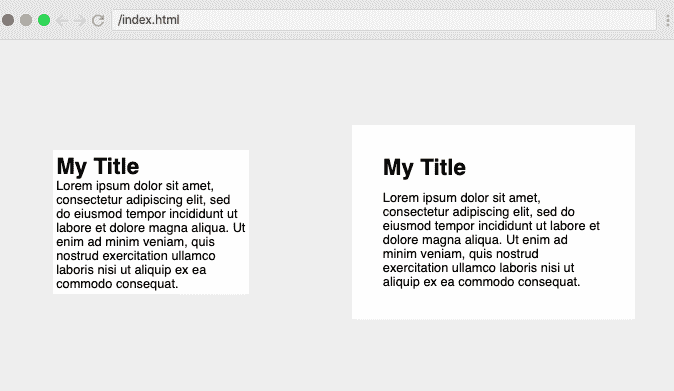 /index.html
My Title
Lorem ipsum dolor sit amet,
consectetur adipiscing elit, sed
do eiusmod tempor incididunt ut
labore et dolore magna aliqua. Ut
enim ad minim veniam, quis
nostrud exercitation ullamco
laboris nisi ut aliquip ex ea
commodo consequat.
My Title
Lorem ipsum dolor sit amet,
consectetur adipiscing elit, sed do
eiusmod tempor incididunt ut labore et
dolore magna aliqua. Ut enim ad
minim veniam, quis nostrud
exercitation ullamco laboris nisi ut
aliquip ex ea commodo consequat.